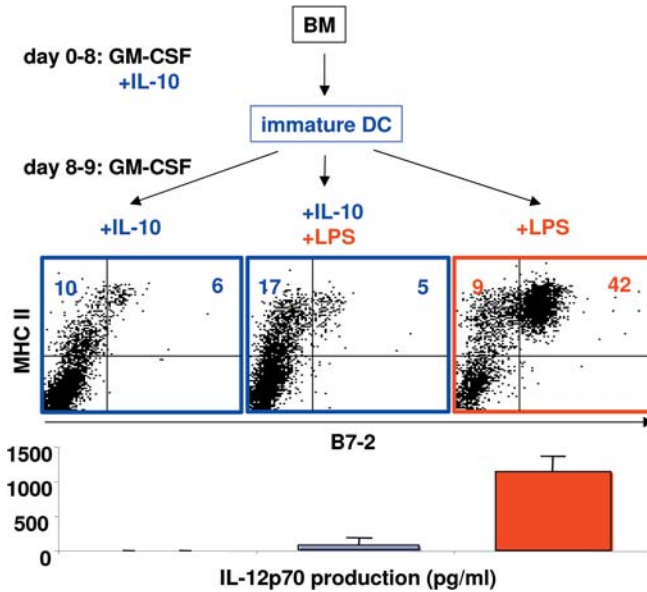 BM
day 0-8: GM-CSF
+IL-10
immature DC
day 8-9: GM-CSF
+IL-10
+IL-10
+LPS
+LPS
10 6
17 5
9 42
MHC II
B7-2
1500
1000
500
0
IL-12p70 production (pg/ml)